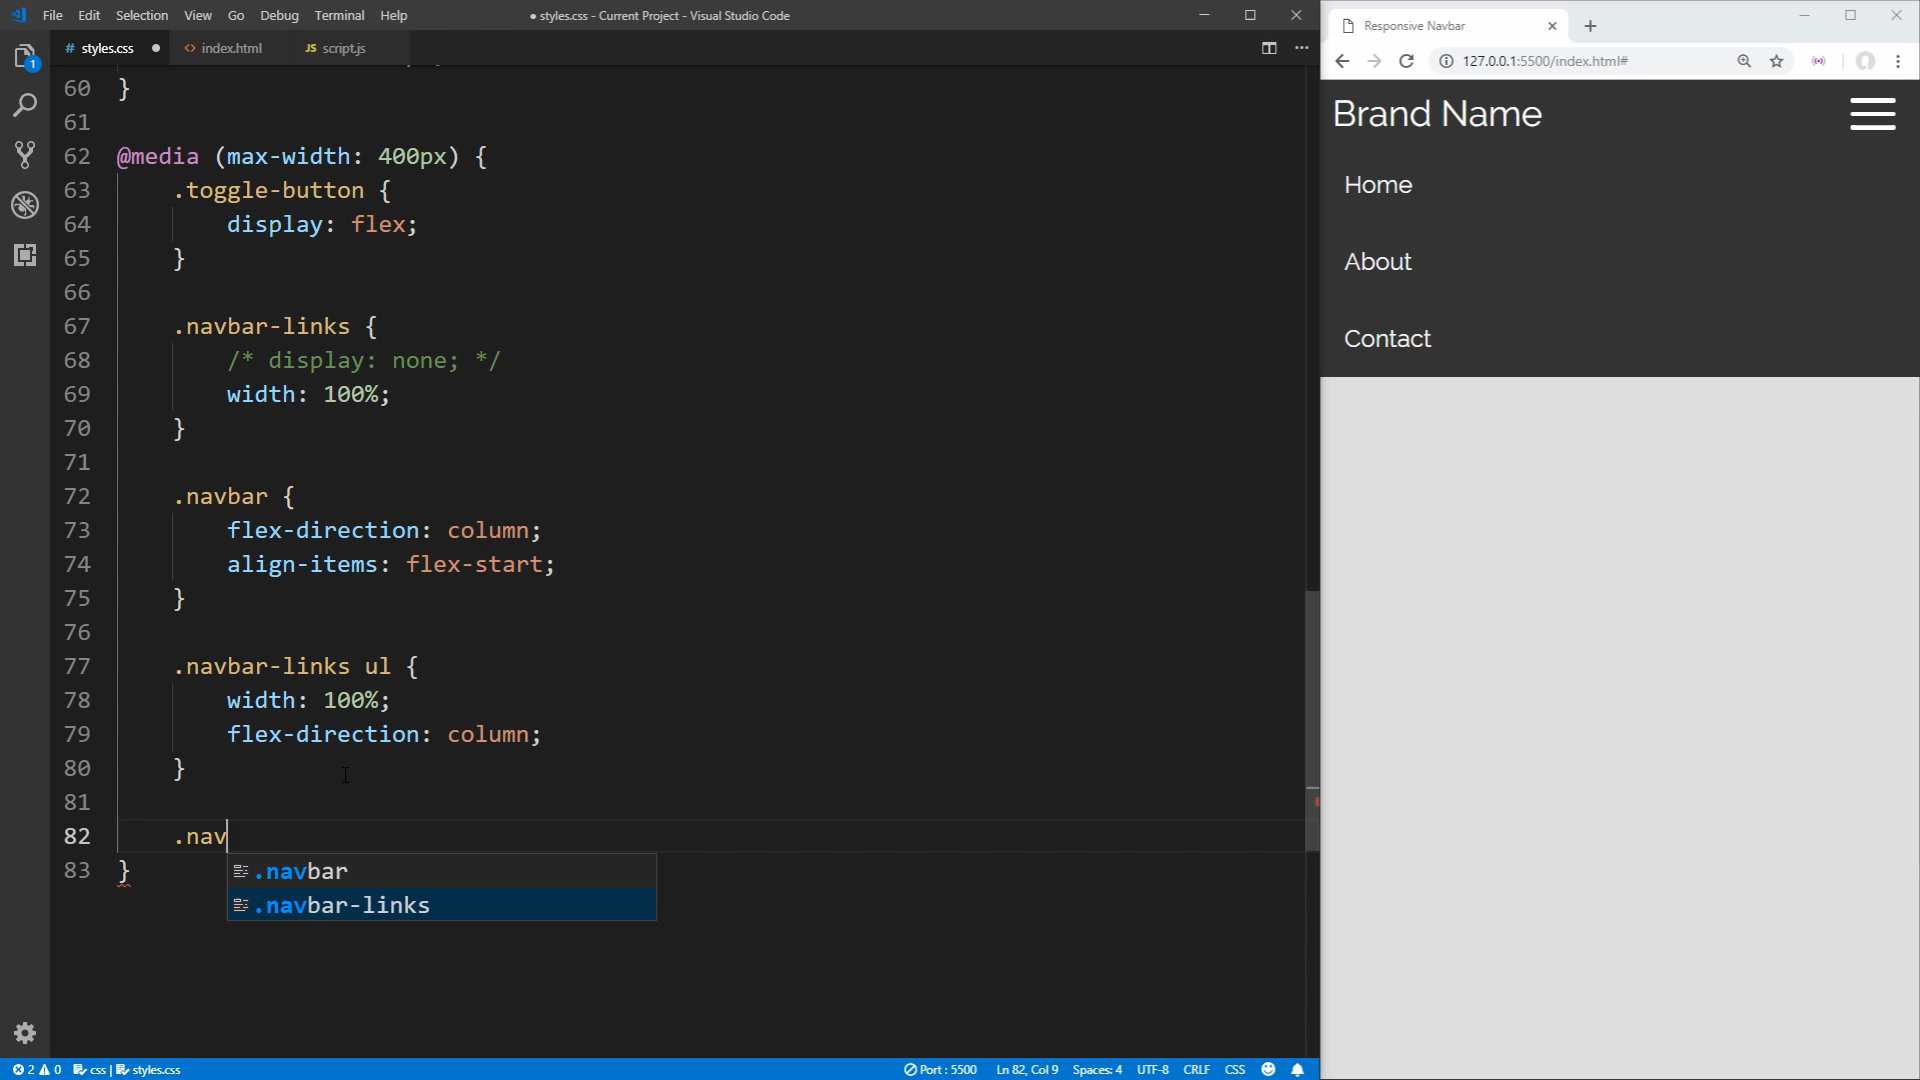 File Edit Selection View Go Debug Terminal Help
● styles.css - Current Project - Visual Studio Code
# styles.css ●
<> index.html
JS script.js
1
60 }
61
62 @media (max-width: 400px) {
63 .toggle-button {
64 display: flex;
65 }
66
67 .navbar-links {
68 /* display: none; */
69 width: 100%;
70 }
71
72 .navbar {
73 flex-direction: column;
74 align-items: flex-start;
75 }
76
77 .navbar-links ul {
78 width: 100%;
79 flex-direction: column;
80 }
81
82 .nav
83 }
.navbar
.navbar-links
2 0 css | styles.css
Port : 5500 Ln 82, Col 9 Spaces: 4 UTF-8 CRLF CSS
Responsive Navbar
127.0.0.1:5500/index.html#
Brand Name
Home
About
Contact